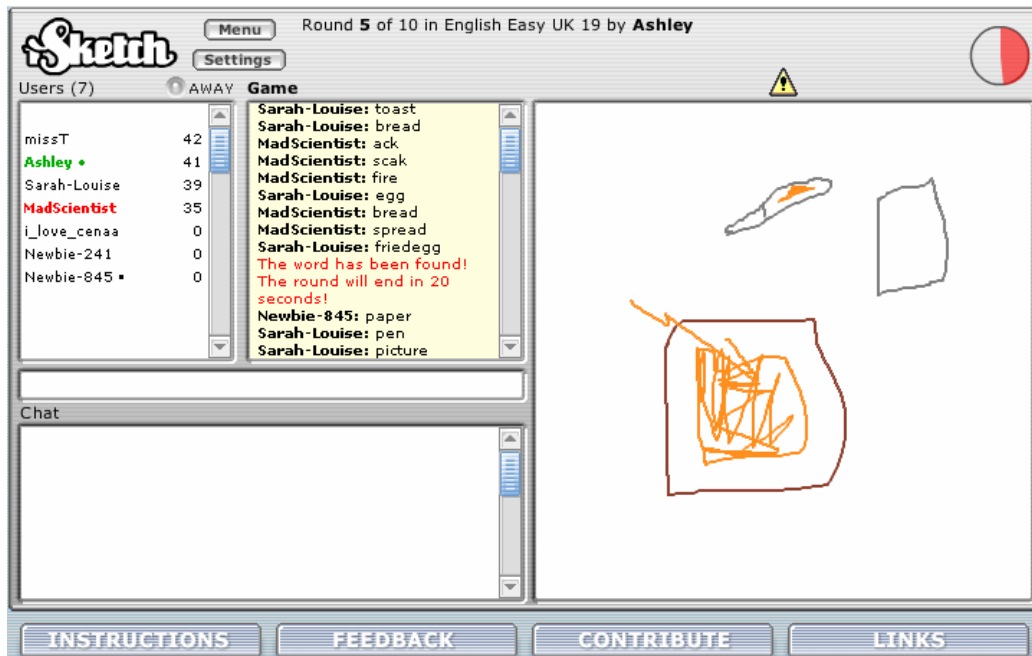 iSketch
Menu
Settings
Round 5 of 10 in English Easy UK 19 by Ashley
Users (7)
AWAY
Game
missT 42
Ashley • 41
Sarah-Louise 39
MadScientist 35
i_love_cenaa 0
Newbie-241 0
Newbie-845 ▪ 0
Sarah-Louise: toast
Sarah-Louise: bread
MadScientist: ack
MadScientist: scak
MadScientist: fire
Sarah-Louise: egg
MadScientist: bread
MadScientist: spread
Sarah-Louise: friedegg
The word has been found!
The round will end in 20
seconds!
Newbie-845: paper
Sarah-Louise: pen
Sarah-Louise: picture
Chat
INSTRUCTIONS
FEEDBACK
CONTRIBUTE
LINKS